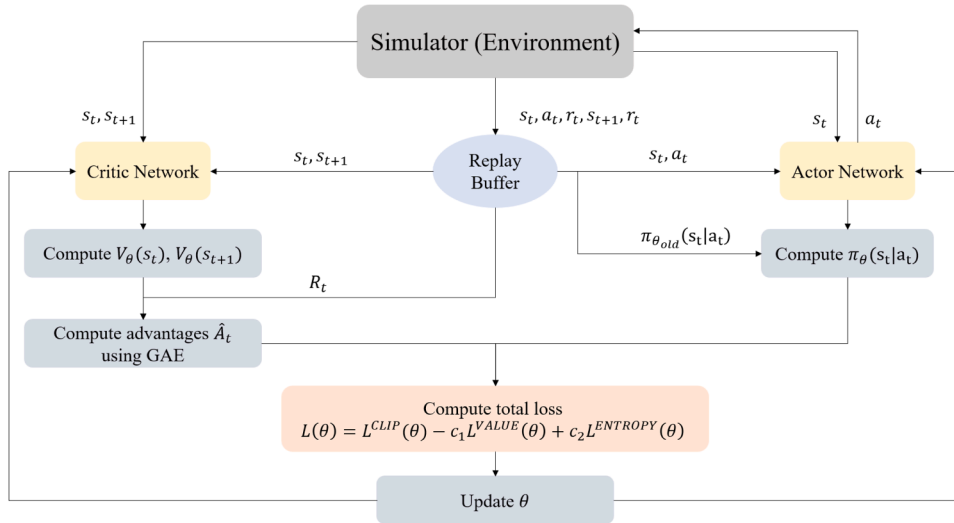 Simulator (Environment)
s_t, s_{t+1}
s_t, a_t, r_t, s_{t+1}, r_t
s_t
a_t
Critic Network
s_t, s_{t+1}
Replay
Buffer
s_t, a_t
Actor Network
Compute V_θ(s_t), V_θ(s_{t+1})
π_{θ_{old}}(s_t|a_t)
Compute π_θ(s_t|a_t)
R_t
Compute advantages Â_t
using GAE
Compute total loss
L(θ) = L^{CLIP}(θ) − c_1L^{VALUE}(θ) + c_2L^{ENTROPY}(θ)
Update θ